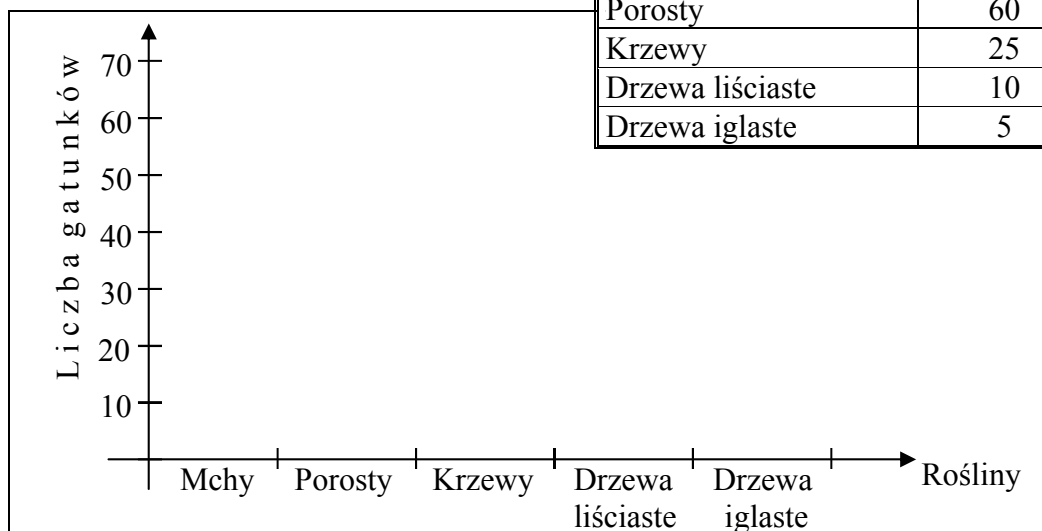 Porosty 60
Krzewy 25
Drzewa liściaste 10
Drzewa iglaste 5
Liczba gatunków
70
60
50
40
30
20
10
Mchy Porosty Krzewy Drzewa liściaste Drzewa iglaste Rośliny